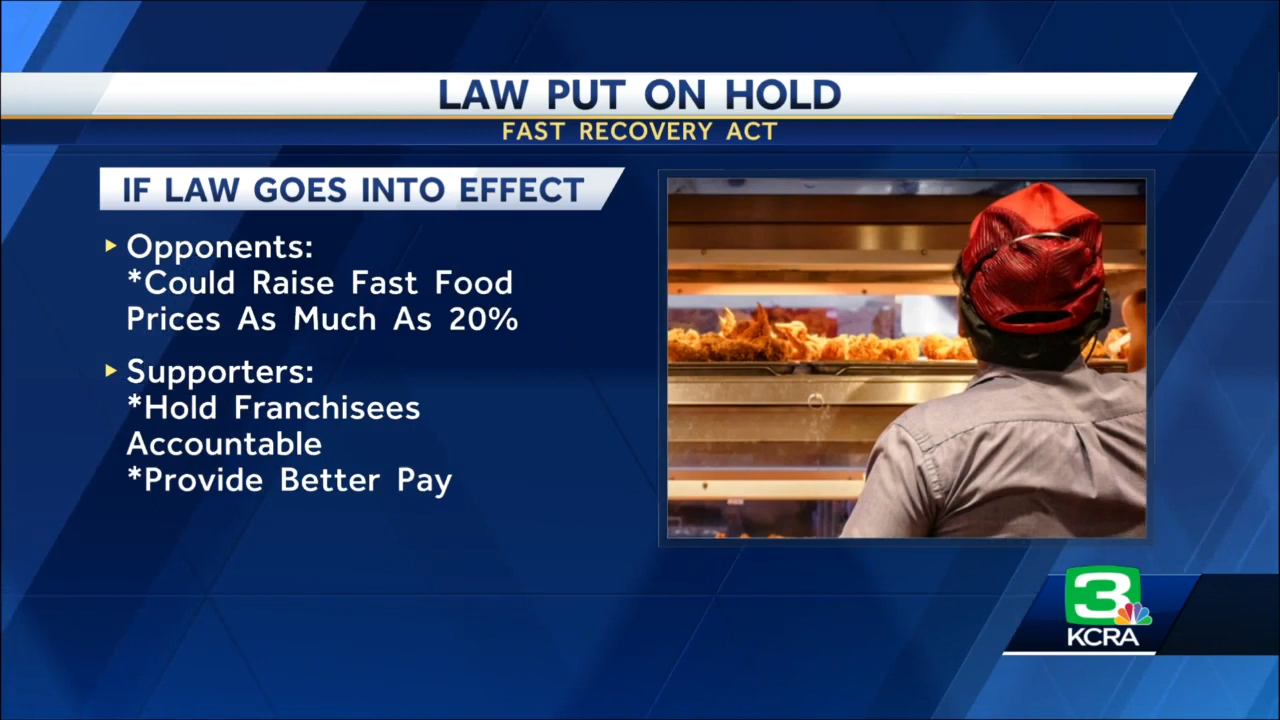 LAW PUT ON HOLD
FAST RECOVERY ACT
IF LAW GOES INTO EFFECT
Opponents:
*Could Raise Fast Food
Prices As Much As 20%
Supporters:
*Hold Franchisees
Accountable
*Provide Better Pay
3
KCRA